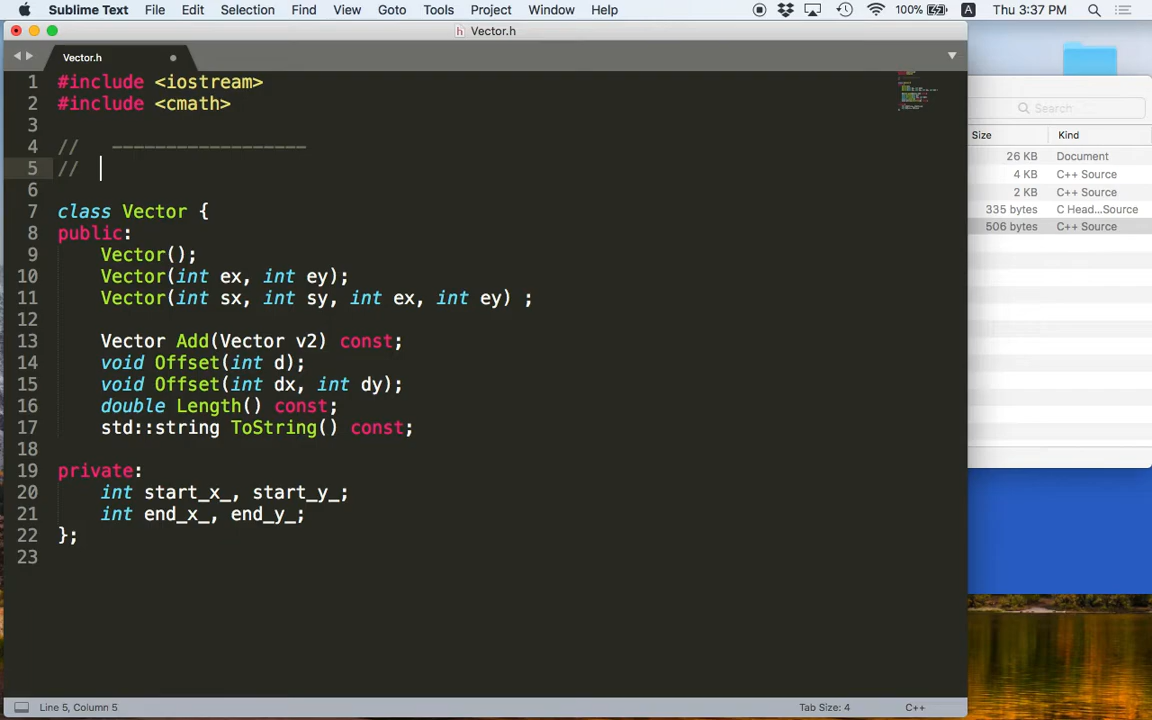 Sublime Text File Edit Selection Find View Goto Tools Project Window Help 100% A Thu 3:37 PM
Vector.h
Vector.h
1 #include <iostream>
2 #include <cmath>
3
4 // ------------------
5 //
6
7 class Vector {
8 public:
9 Vector();
10 Vector(int ex, int ey);
11 Vector(int sx, int sy, int ex, int ey) ;
12
13 Vector Add(Vector v2) const;
14 void Offset(int d);
15 void Offset(int dx, int dy);
16 double Length() const;
17 std::string ToString() const;
18
19 private:
20 int start_x_, start_y_;
21 int end_x_, end_y_;
22 };
23
Search
Size Kind
26 KB Document
4 KB C++ Source
2 KB C++ Source
335 bytes C Head...Source
506 bytes C++ Source
Line 5, Column 5 Tab Size: 4 C++